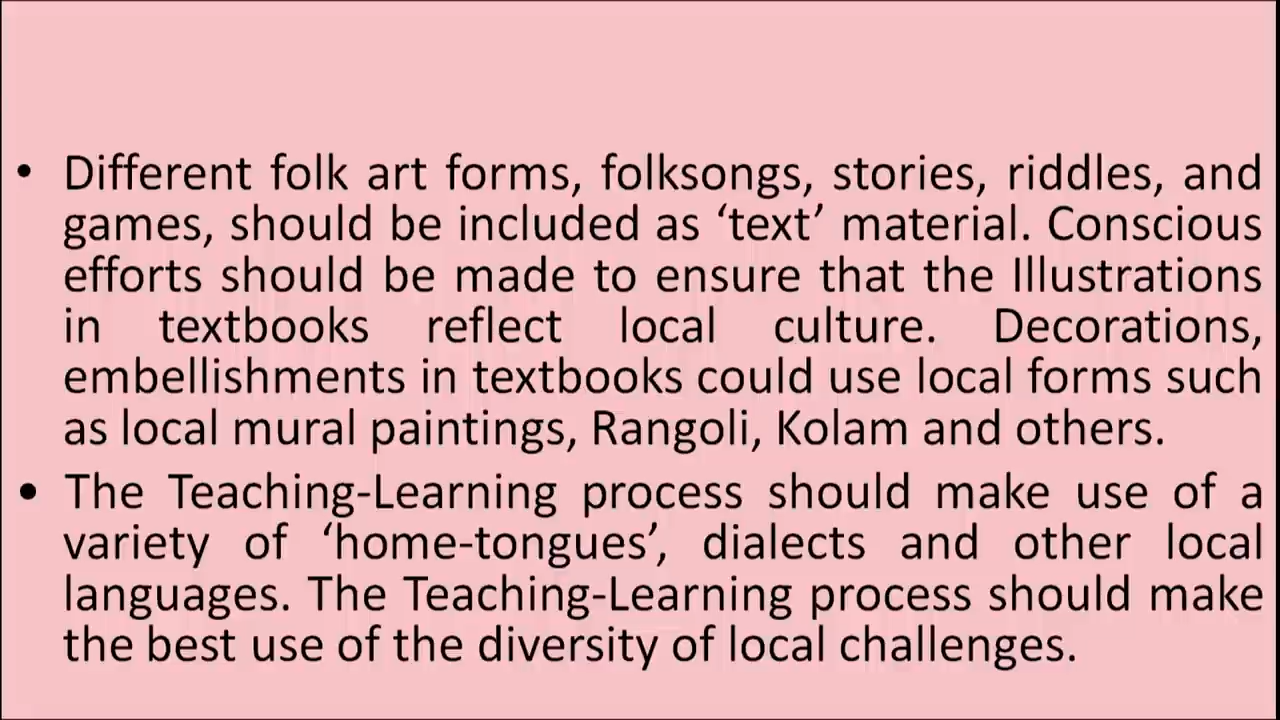 • Different folk art forms, folksongs, stories, riddles, and
games, should be included as ‘text’ material. Conscious
efforts should be made to ensure that the Illustrations
in textbooks reflect local culture. Decorations,
embellishments in textbooks could use local forms such
as local mural paintings, Rangoli, Kolam and others.
• The Teaching-Learning process should make use of a
variety of ‘home-tongues’, dialects and other local
languages. The Teaching-Learning process should make
the best use of the diversity of local challenges.